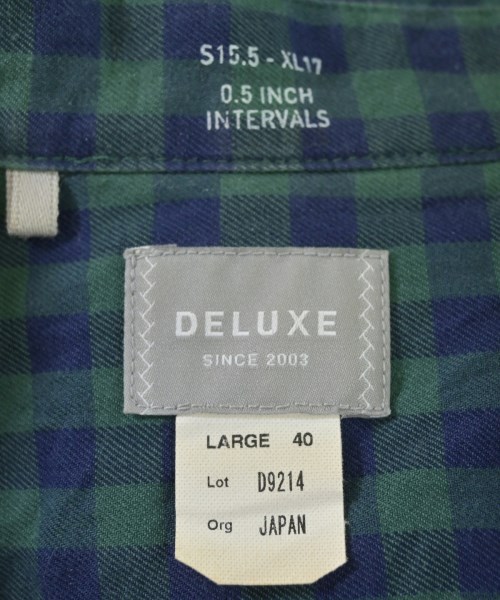 S15.5 - XL17
0.5 INCH
INTERVALS
DELUXE
SINCE 2003
LARGE 40
Lot D9214
Org JAPAN